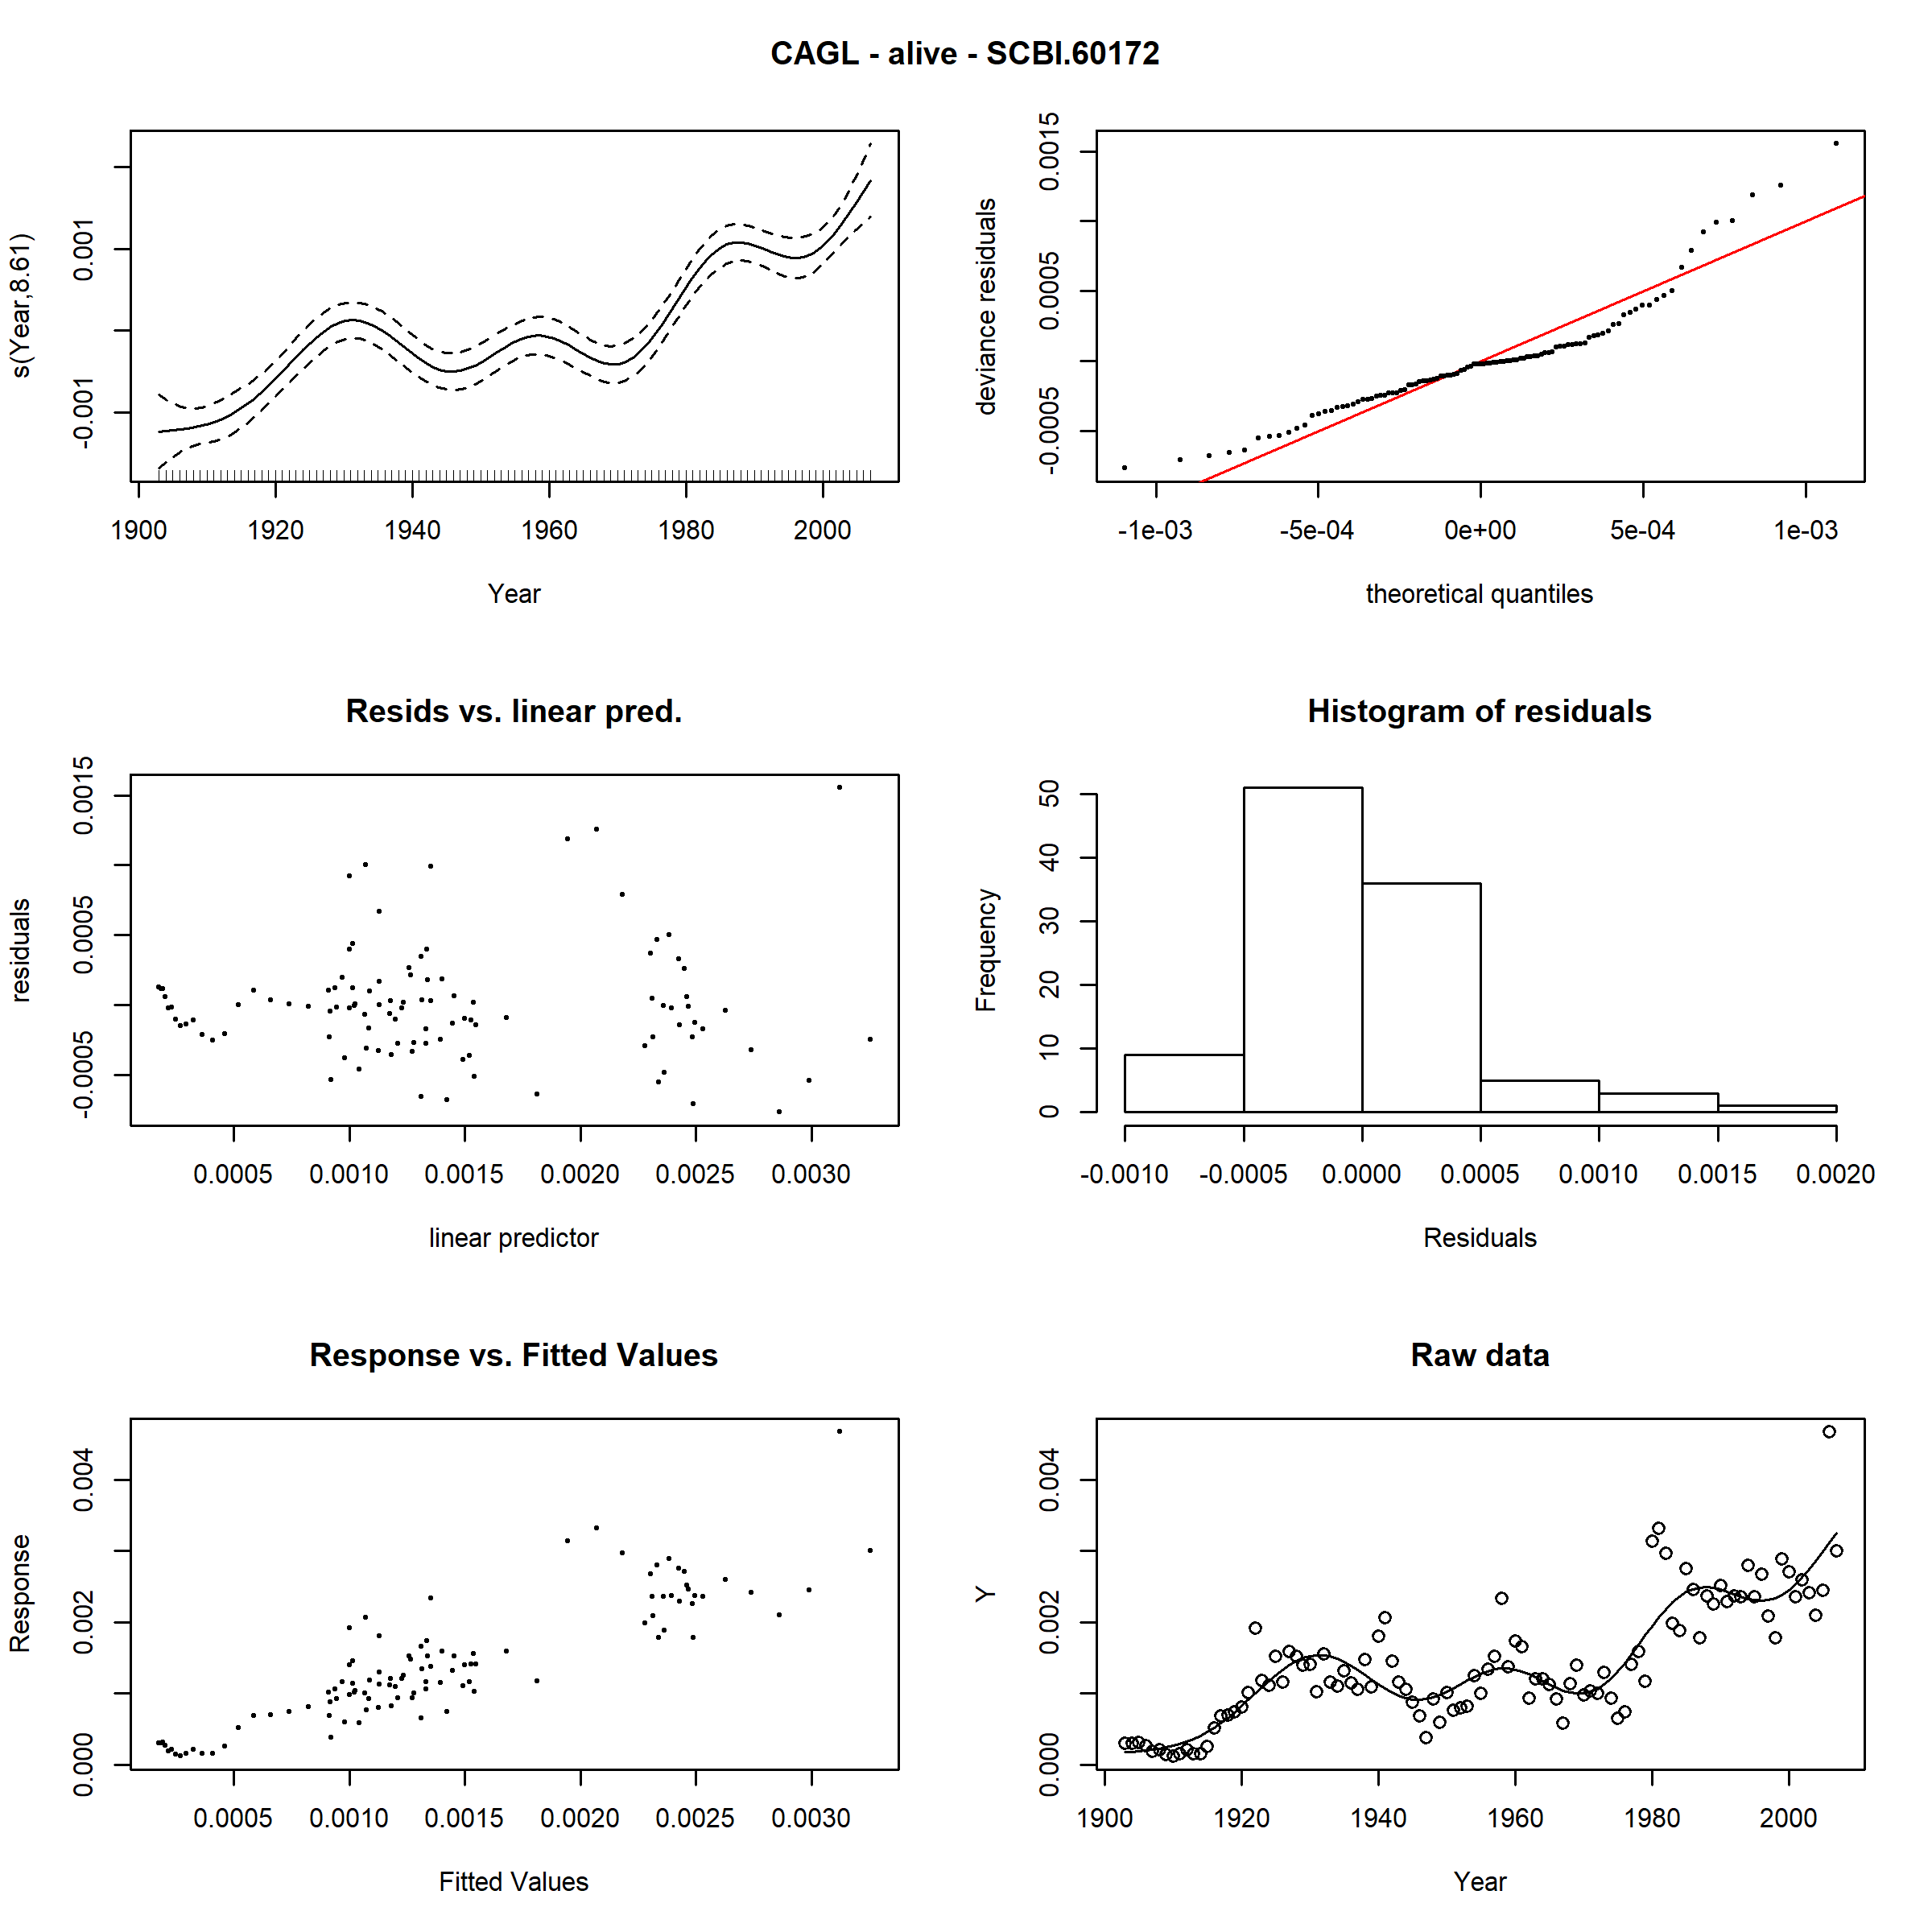 CAGL - alive - SCBI.60172
s(Year,8.61)
-0.001 0.001
1900 1920 1940 1960 1980 2000
Year
deviance residuals
-0.0005 0.0005 0.0015
-1e-03 -5e-04 0e+00 5e-04 1e-03
theoretical quantiles
Resids vs. linear pred.
residuals
-0.0005 0.0005 0.0015
0.0005 0.0010 0.0015 0.0020 0.0025 0.0030
linear predictor
Histogram of residuals
Frequency
0 10 20 30 40 50
-0.0010 -0.0005 0.0000 0.0005 0.0010 0.0015 0.0020
Residuals
Response vs. Fitted Values
Response
0.000 0.002 0.004
0.0005 0.0010 0.0015 0.0020 0.0025 0.0030
Fitted Values
Raw data
Y
0.000 0.002 0.004
1900 1920 1940 1960 1980 2000
Year